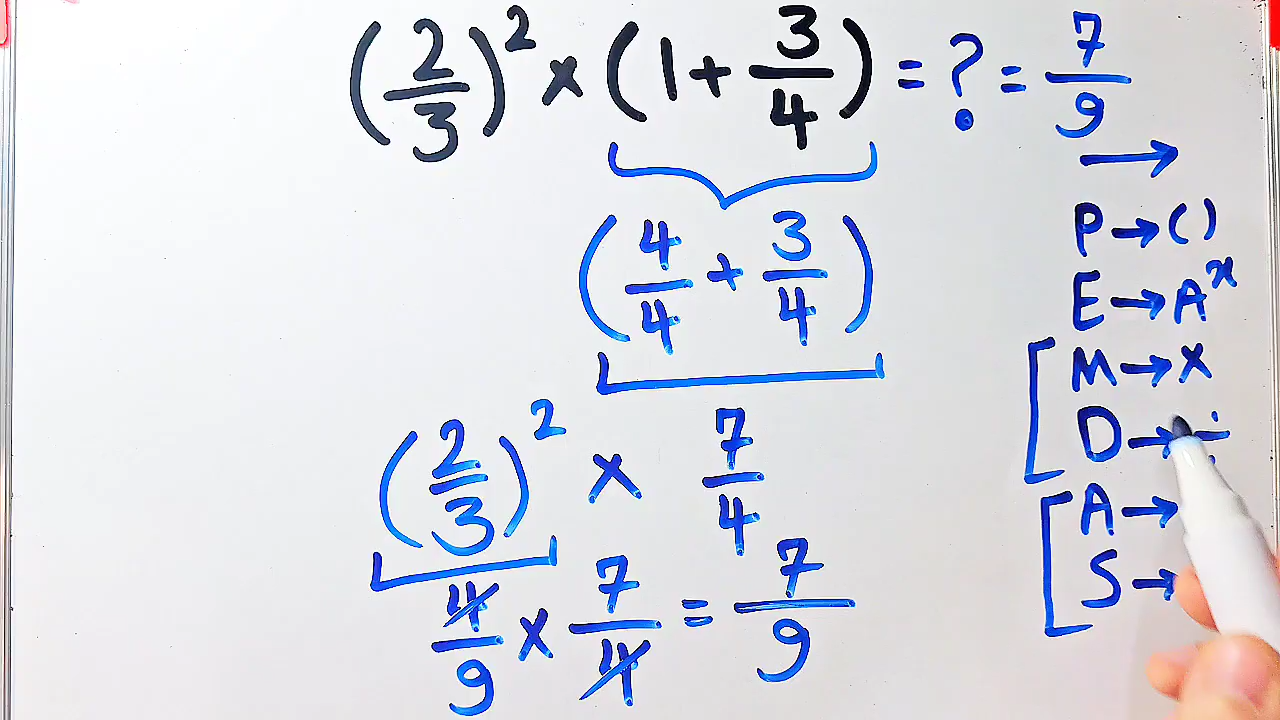 (2/3)² × (1 + 3/4) = ? = 7/9
→
(4/4 + 3/4)
(2/3)² × 7/4
4/9 × 7/4 = 7/9
P → ( )
E → Aˣ
M → ×
D → ÷
A →
S →